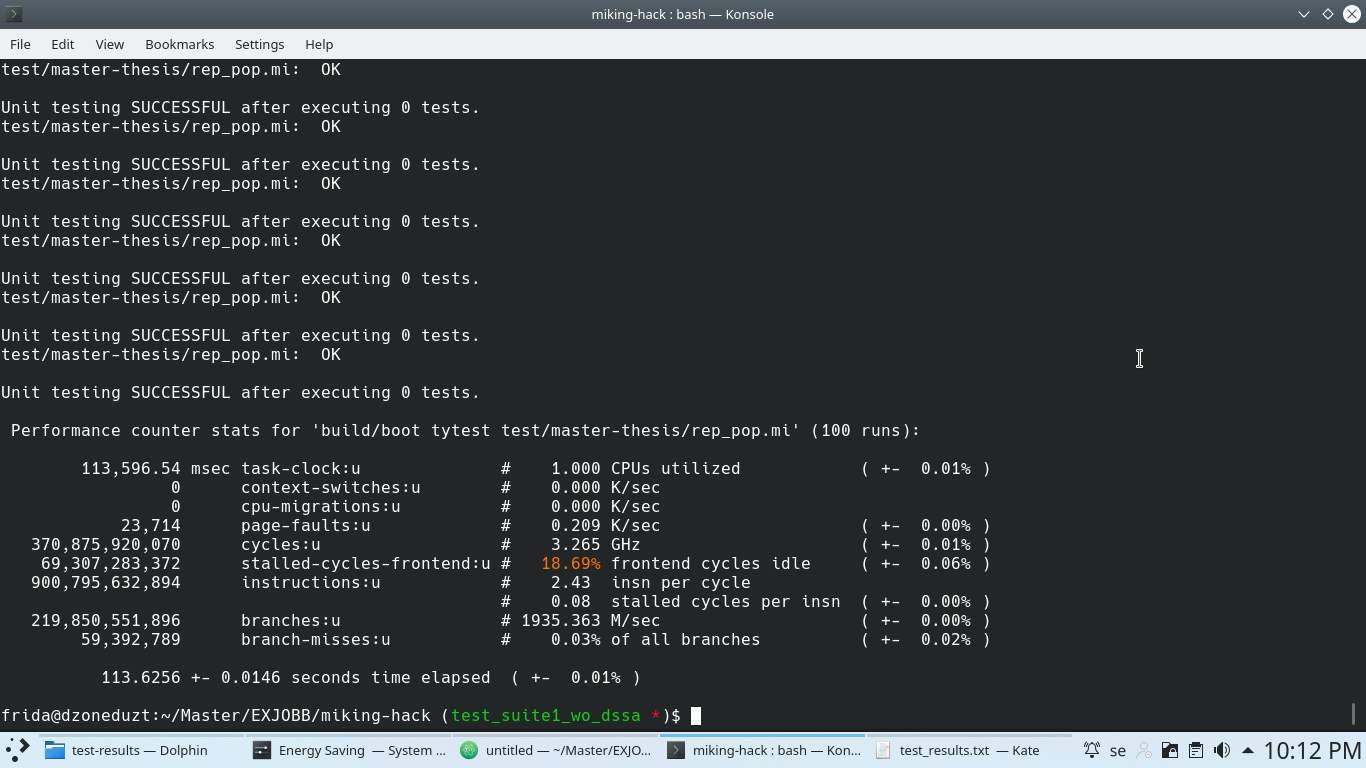 miking-hack : bash — Konsole
File Edit View Bookmarks Settings Help
test/master-thesis/rep_pop.mi:  OK
Unit testing SUCCESSFUL after executing 0 tests.
test/master-thesis/rep_pop.mi:  OK
Unit testing SUCCESSFUL after executing 0 tests.
test/master-thesis/rep_pop.mi:  OK
Unit testing SUCCESSFUL after executing 0 tests.
test/master-thesis/rep_pop.mi:  OK
Unit testing SUCCESSFUL after executing 0 tests.
test/master-thesis/rep_pop.mi:  OK
Unit testing SUCCESSFUL after executing 0 tests.
test/master-thesis/rep_pop.mi:  OK
Unit testing SUCCESSFUL after executing 0 tests.
Performance counter stats for 'build/boot tytest test/master-thesis/rep_pop.mi' (100 runs):
113,596.54 msec task-clock:u # 1.000 CPUs utilized ( +- 0.01% )
0 context-switches:u # 0.000 K/sec
0 cpu-migrations:u # 0.000 K/sec
23,714 page-faults:u # 0.209 K/sec ( +- 0.00% )
370,875,920,070 cycles:u # 3.265 GHz ( +- 0.01% )
69,307,283,372 stalled-cycles-frontend:u # 18.69% frontend cycles idle ( +- 0.06% )
900,795,632,894 instructions:u # 2.43 insn per cycle
# 0.08 stalled cycles per insn ( +- 0.00% )
219,850,551,896 branches:u # 1935.363 M/sec ( +- 0.00% )
59,392,789 branch-misses:u # 0.03% of all branches ( +- 0.02% )
113.6256 +- 0.0146 seconds time elapsed ( +- 0.01% )
frida@dzoneduzt:~/Master/EXJOBB/miking-hack (test_suite1_wo_dssa *)$
test-results — Dolphin Energy Saving — System ... untitled — ~/Master/EXJO... miking-hack : bash — Kon... test_results.txt — Kate se 10:12 PM